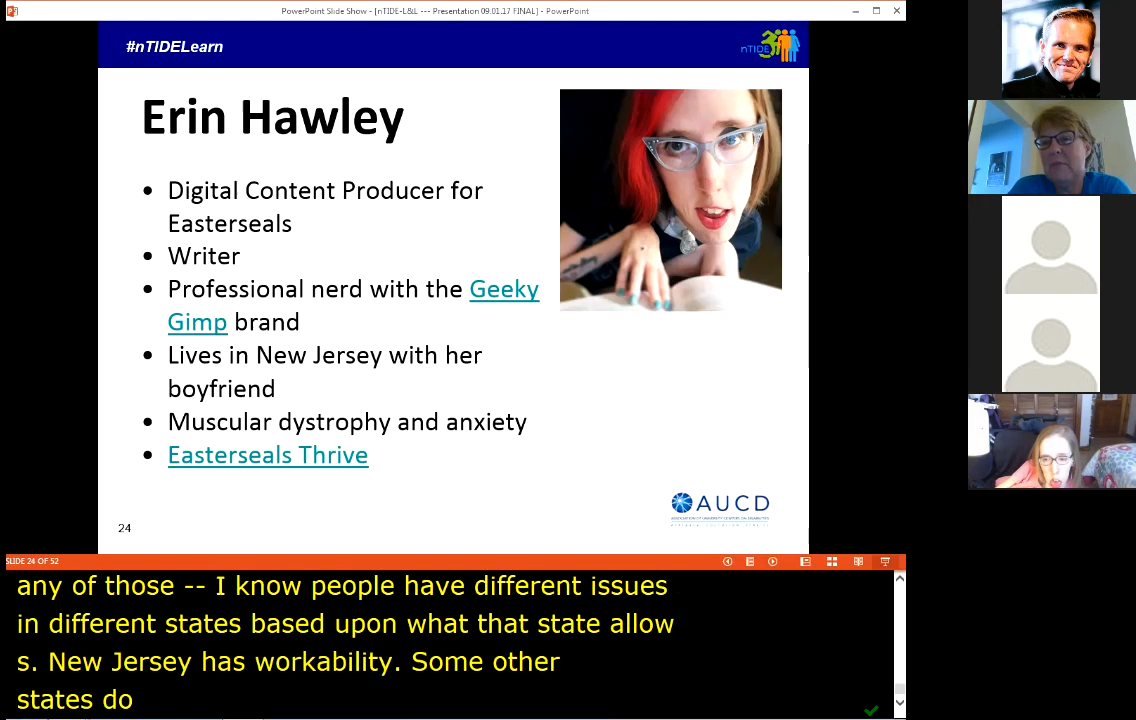 PowerPoint Slide Show - [nTIDE-L&L --- Presentation 09.01.17 FINAL] - PowerPoint
#nTIDELearn
nTIDE
Erin Hawley
• Digital Content Producer for
Easterseals
• Writer
• Professional nerd with the Geeky
Gimp brand
• Lives in New Jersey with her
boyfriend
• Muscular dystrophy and anxiety
• Easterseals Thrive
AUCD
24
SLIDE 24 OF 52
any of those -- I know people have different issues
in different states based upon what that state allow
s. New Jersey has workability. Some other
states do